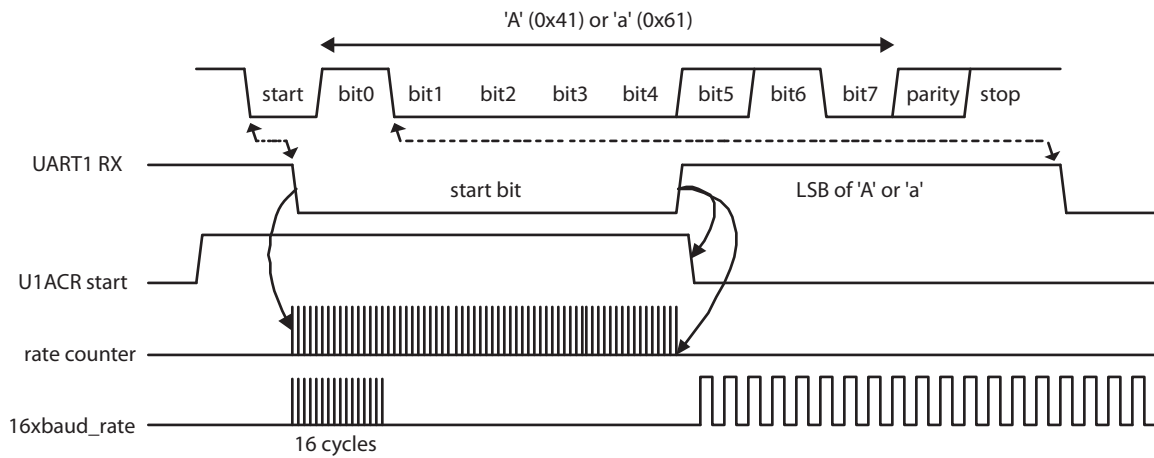 'A' (0x41) or 'a' (0x61)
start bit0 bit1 bit2 bit3 bit4 bit5 bit6 bit7 parity stop
UART1 RX
start bit LSB of 'A' or 'a'
U1ACR start
rate counter
16xbaud_rate
16 cycles